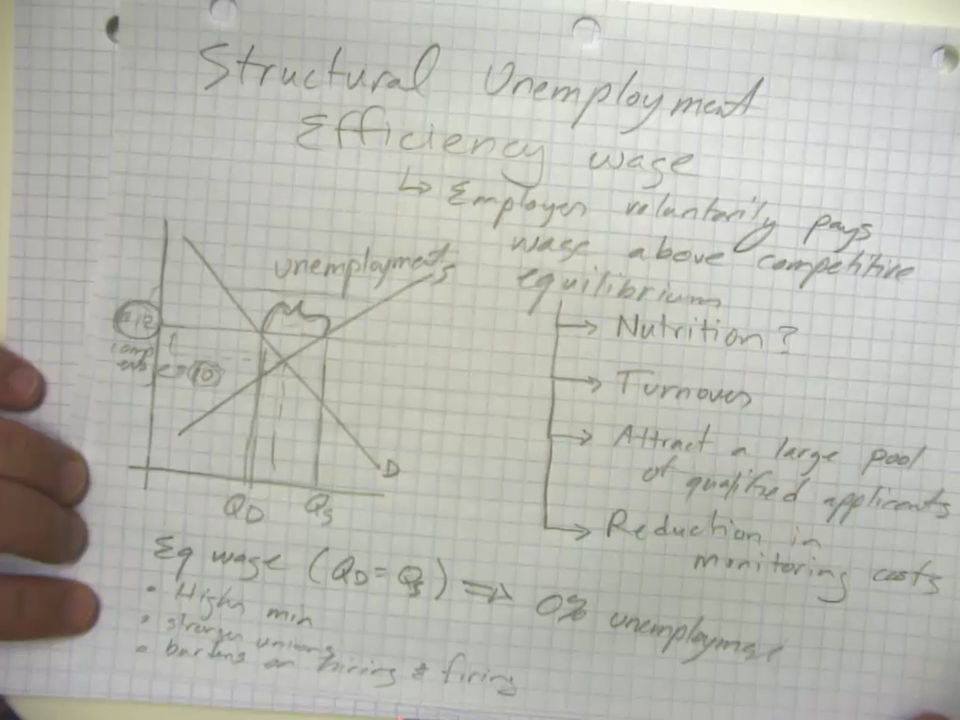 Structural Unemployment
Efficiency wage
↳ Employer voluntarily pays
wage above competitive
equilibrium
→ Nutrition?
→ Turnover
→ Attract a large pool
of qualified applicants
→ Reduction in
monitoring costs
unemployment
S
$12
comp
10
D
QD
QS
Eq wage (QD = QS) ⇒ 0% unemployment
• High min
• stronger unions
• on hiring & firing